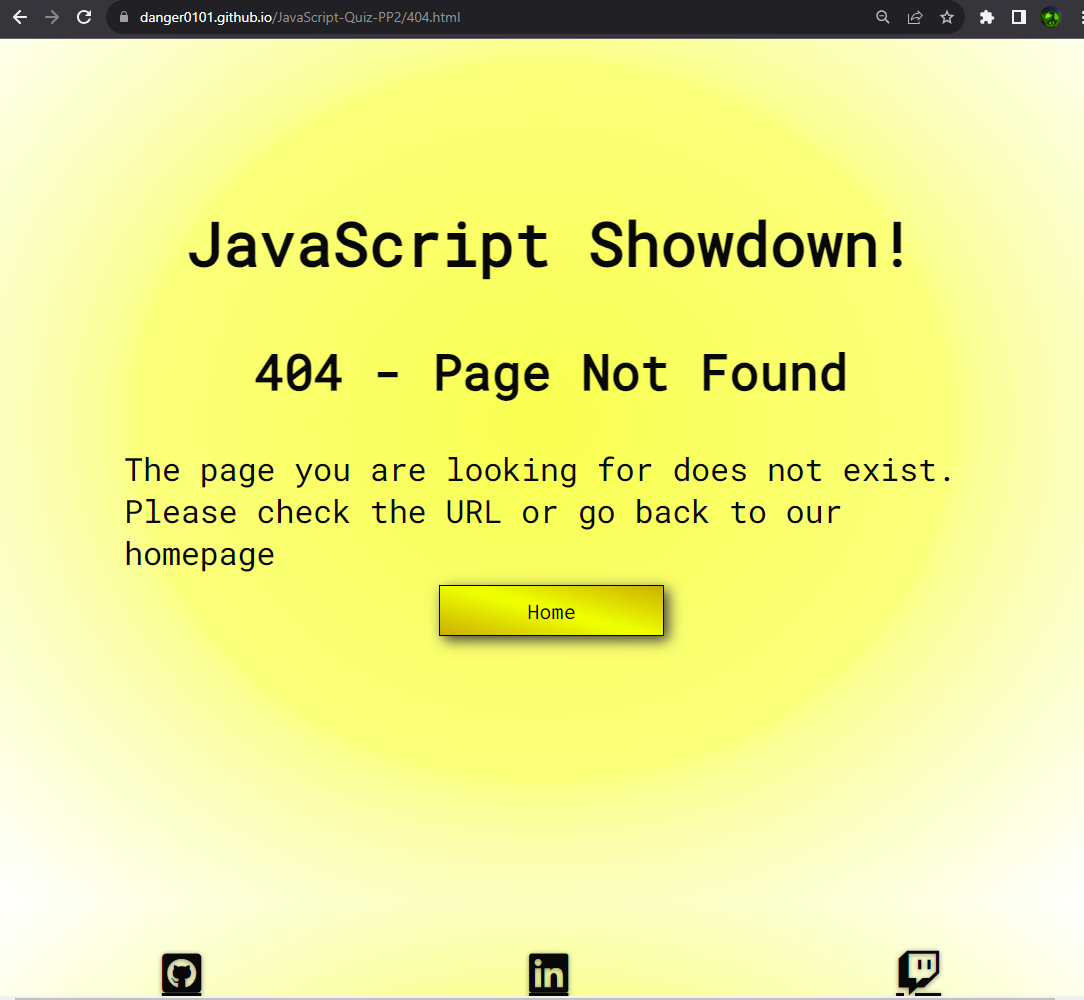 danger0101.github.io/JavaScript-Quiz-PP2/404.html
JavaScript Showdown!
404 - Page Not Found
The page you are looking for does not exist.
Please check the URL or go back to our
homepage
Home
in